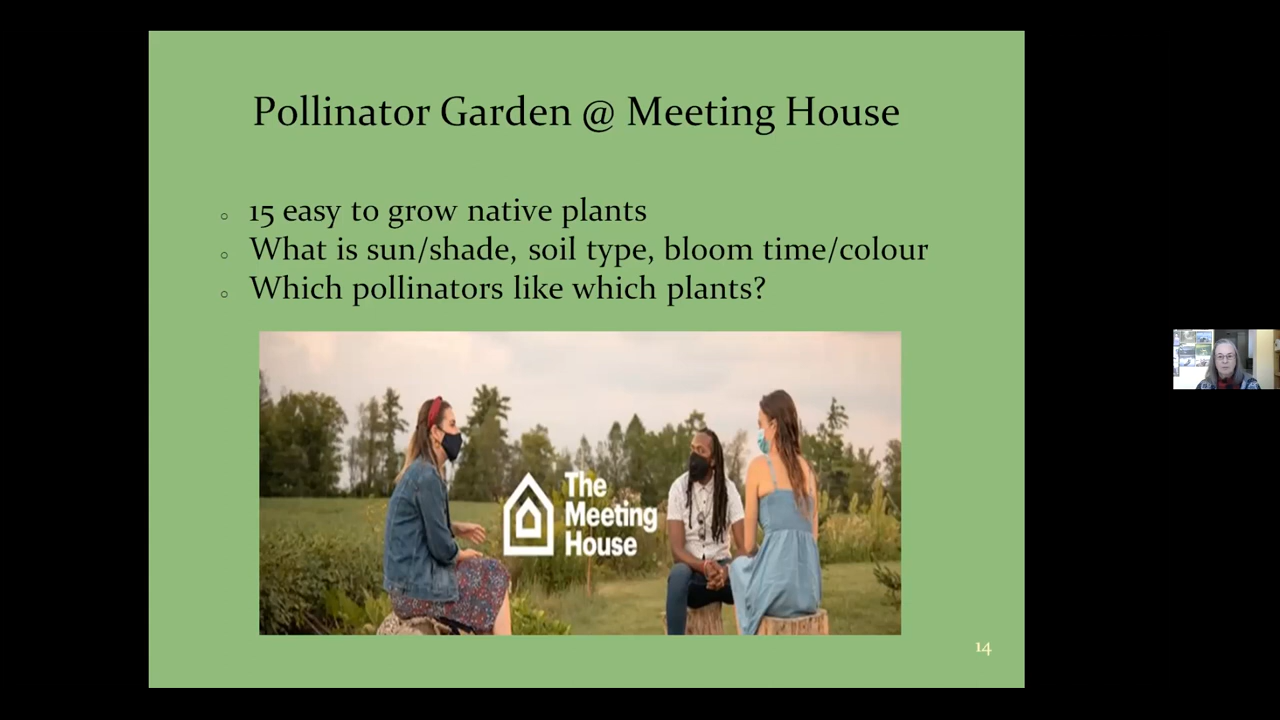 Pollinator Garden @ Meeting House
15 easy to grow native plants
What is sun/shade, soil type, bloom time/colour
Which pollinators like which plants?
The
Meeting
House
14